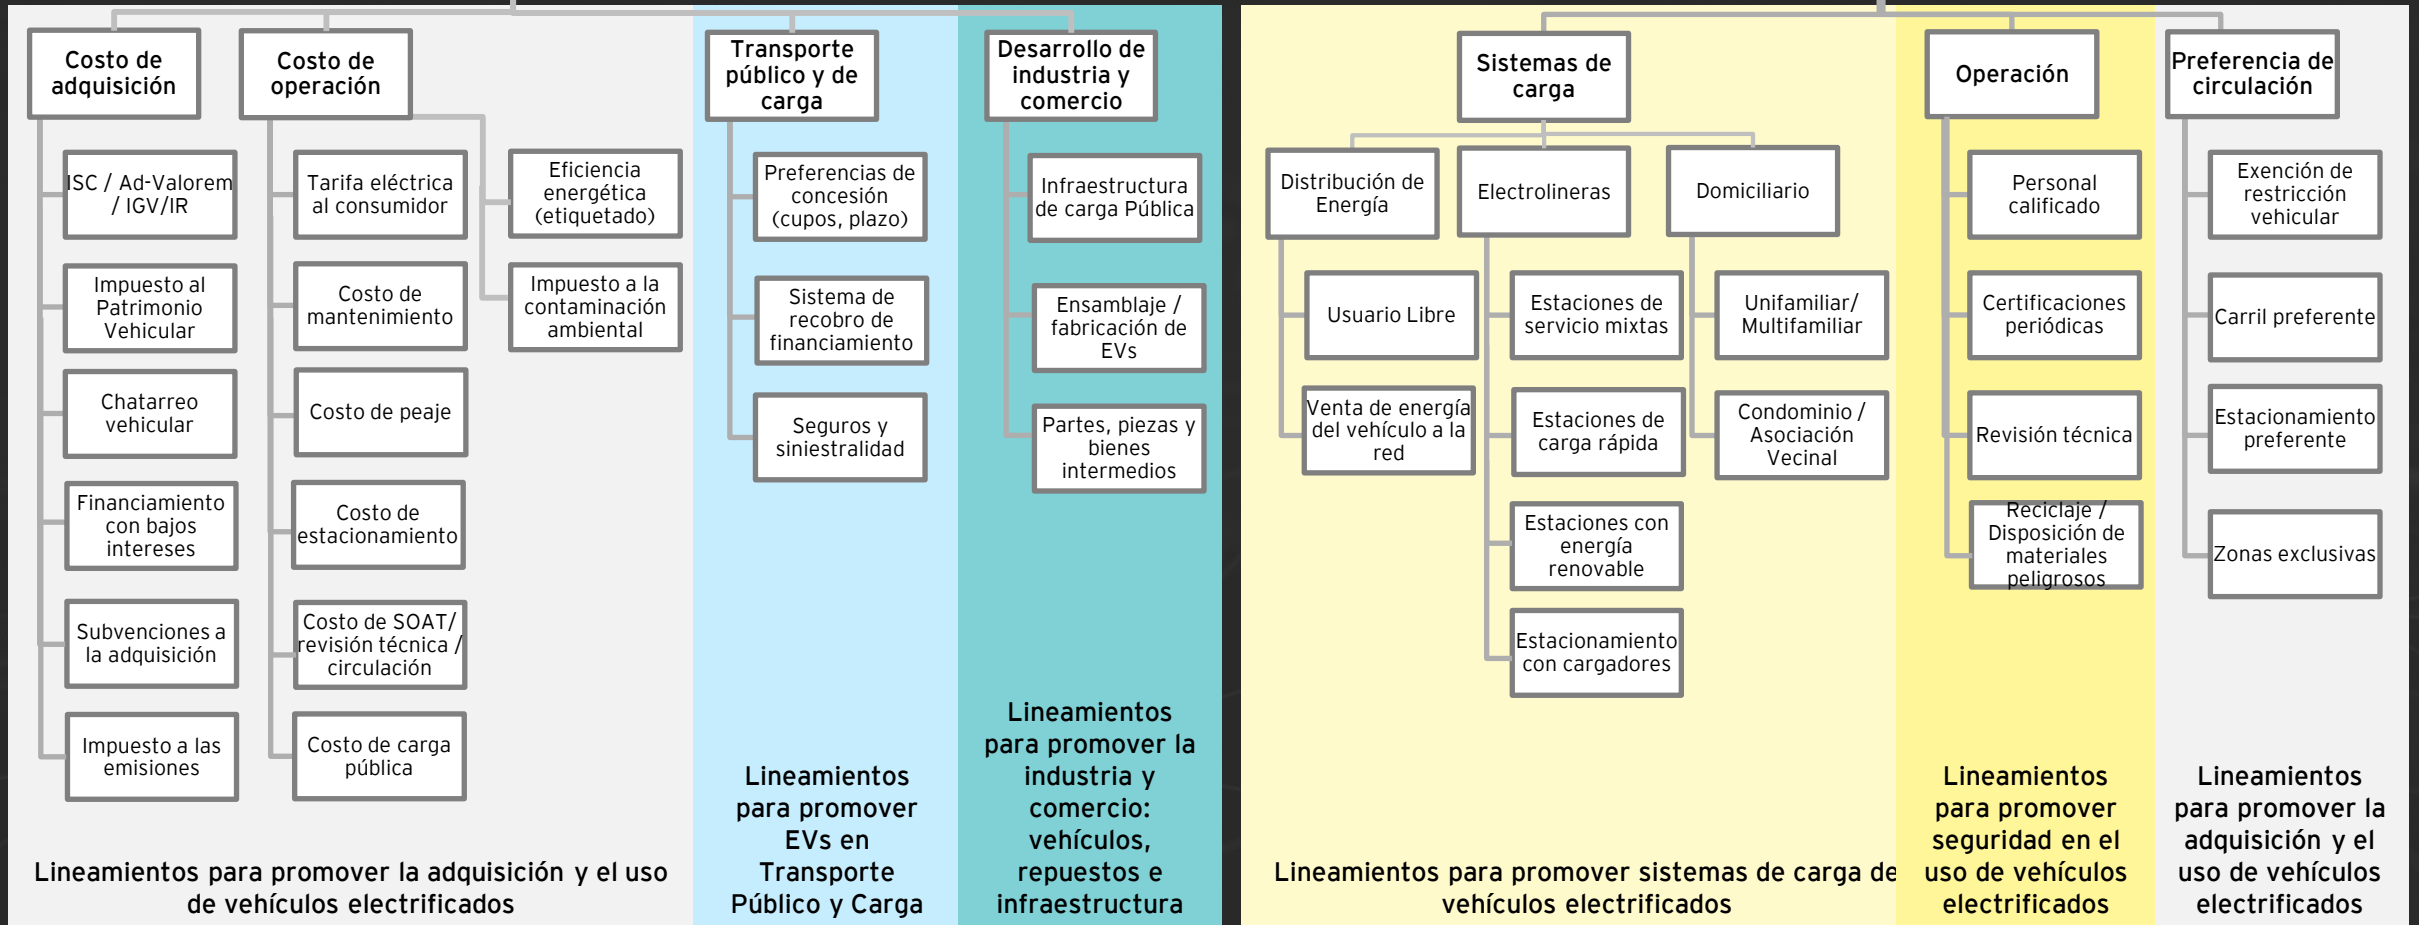 Costo de
adquisición
ISC / Ad-Valorem
/ IGV/IR
Impuesto al
Patrimonio
Vehicular
Chatarreo
vehicular
Financiamiento
con bajos
intereses
Subvenciones a
la adquisición
Impuesto a las
emisiones
Costo de
operación
Tarifa eléctrica
al consumidor
Costo de
mantenimiento
Costo de peaje
Costo de
estacionamiento
Costo de SOAT/
revisión técnica /
circulación
Costo de carga
pública
Eficiencia
energética
(etiquetado)
Impuesto a la
contaminación
ambiental
Lineamientos para promover la adquisición y el uso
de vehículos electrificados
Transporte
público y de
carga
Preferencias de
concesión
(cupos, plazo)
Sistema de
recobro de
financiamiento
Seguros y
siniestralidad
Lineamientos
para promover
EVs en
Transporte
Público y Carga
Desarrollo de
industria y
comercio
Infraestructura
de carga Pública
Ensamblaje /
fabricación de
EVs
Partes, piezas y
bienes
intermedios
Lineamientos
para promover la
industria y
comercio:
vehículos,
repuestos e
infraestructura
Sistemas de
carga
Distribución de
Energía
Usuario Libre
Venta de energía
del vehículo a la
red
Electrolineras
Estaciones de
servicio mixtas
Estaciones de
carga rápida
Estaciones con
energía
renovable
Estacionamiento
con cargadores
Domiciliario
Unifamiliar/
Multifamiliar
Condominio /
Asociación
Vecinal
Lineamientos para promover sistemas de carga de
vehículos electrificados
Operación
Personal
calificado
Certificaciones
periódicas
Revisión técnica
Reciclaje /
Disposición de
materiales
peligrosos
Lineamientos
para promover
seguridad en el
uso de vehículos
electrificados
Preferencia de
circulación
Exención de
restricción
vehicular
Carril preferente
Estacionamiento
preferente
Zonas exclusivas
Lineamientos
para promover la
adquisición y el
uso de vehículos
electrificados